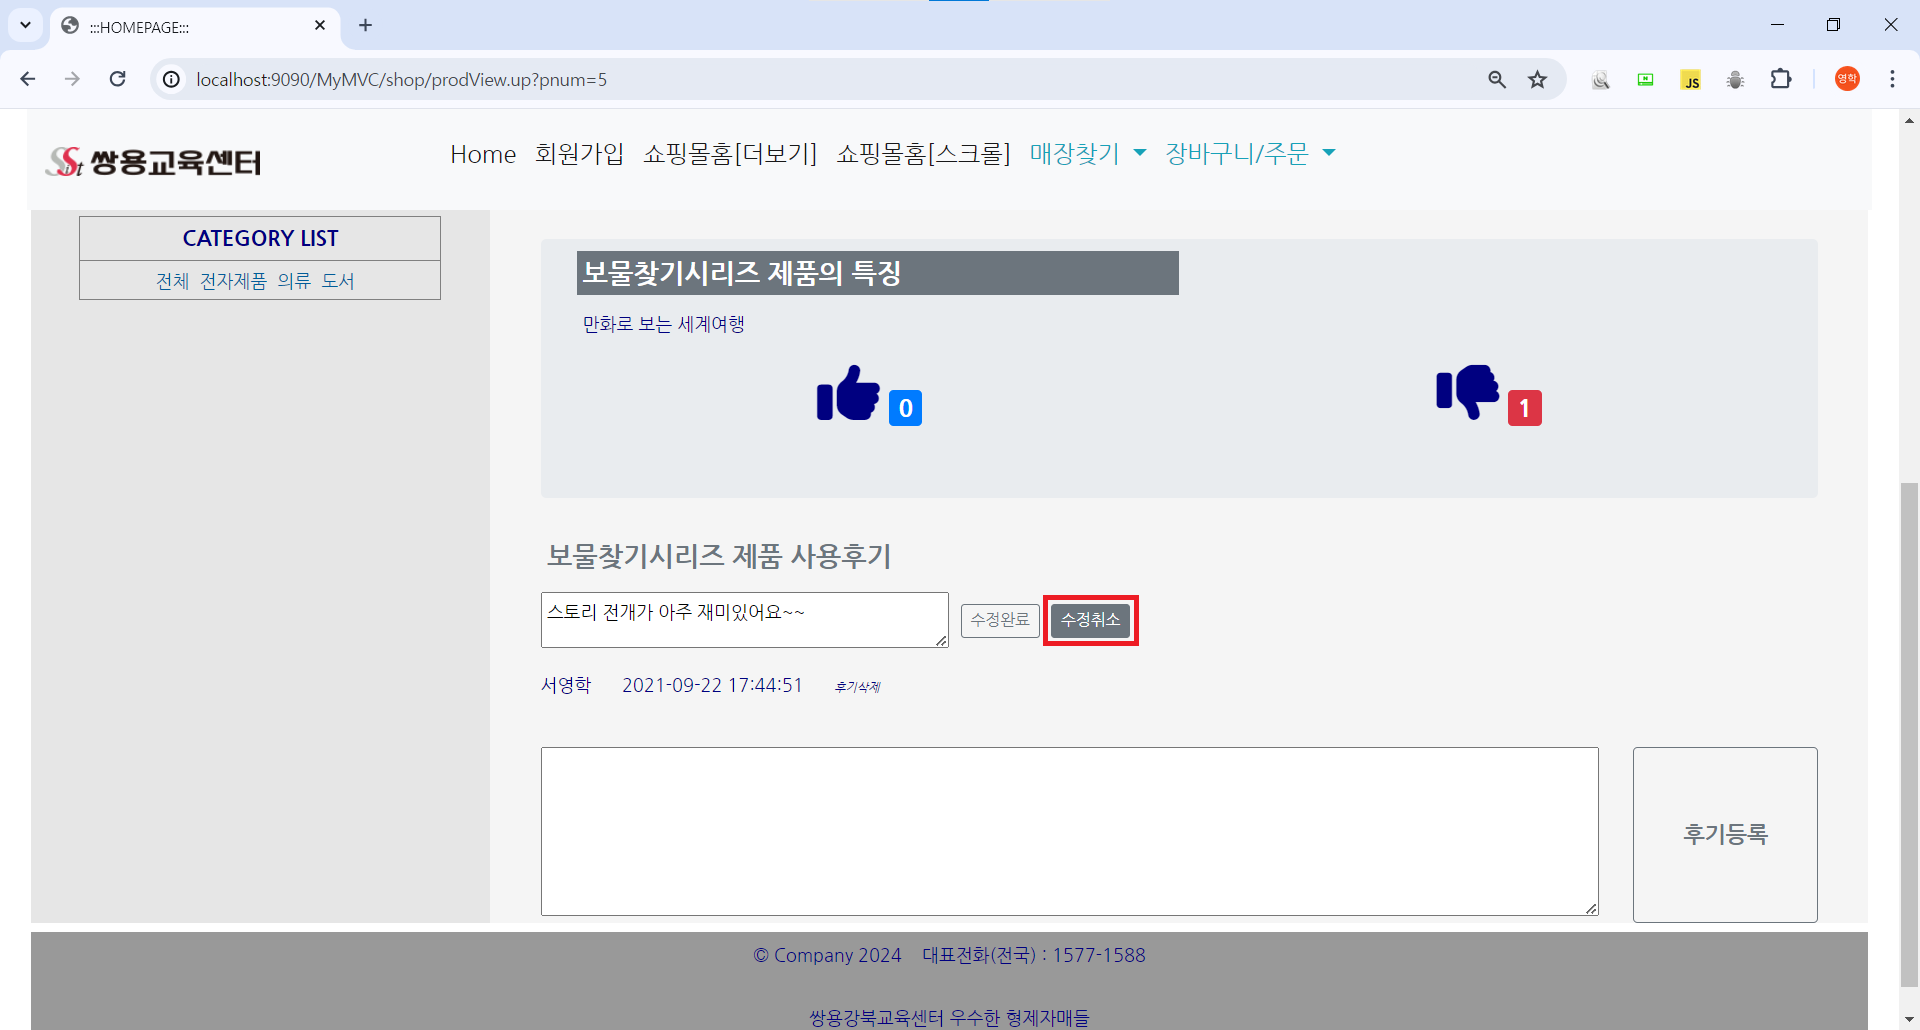 :::HOMEPAGE:::
localhost:9090/MyMVC/shop/prodView.up?pnum=5
JS
영학
SSist 쌍용교육센터
Home 회원가입 쇼핑몰홈[더보기] 쇼핑몰홈[스크롤] 매장찾기 장바구니/주문
CATEGORY LIST
전체 전자제품 의류 도서
보물찾기시리즈 제품의 특징
만화로 보는 세계여행
0
1
보물찾기시리즈 제품 사용후기
스토리 전개가 아주 재미있어요~~
수정완료 수정취소
서영학 2021-09-22 17:44:51 후기삭제
후기등록
© Company 2024 대표전화(전국) : 1577-1588
쌍용강북교육센터 우수한 형제자매들